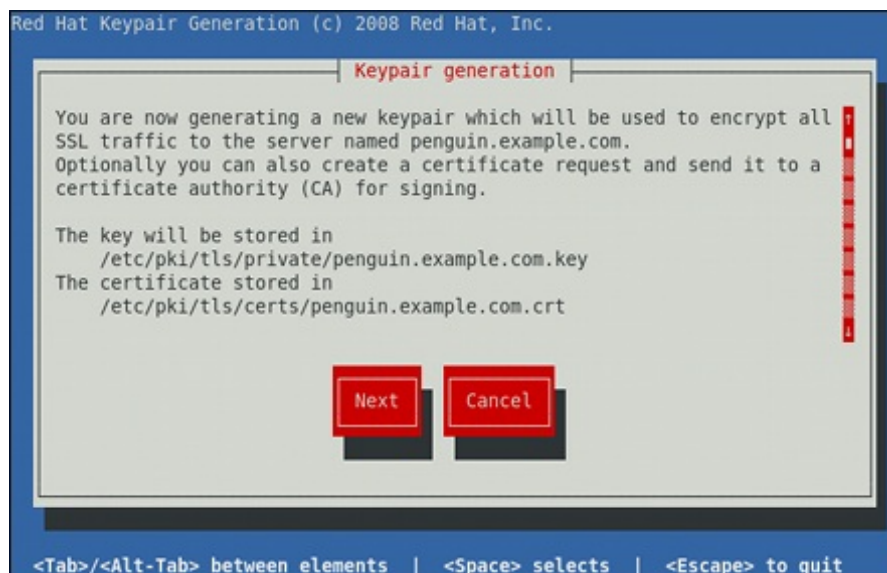 Red Hat Keypair Generation (c) 2008 Red Hat, Inc.
Keypair generation
You are now generating a new keypair which will be used to encrypt all
SSL traffic to the server named penguin.example.com.
Optionally you can also create a certificate request and send it to a
certificate authority (CA) for signing.
The key will be stored in
/etc/pki/tls/private/penguin.example.com.key
The certificate stored in
/etc/pki/tls/certs/penguin.example.com.crt
Next Cancel
<Tab>/<Alt-Tab> between elements | <Space> selects | <Escape> to quit